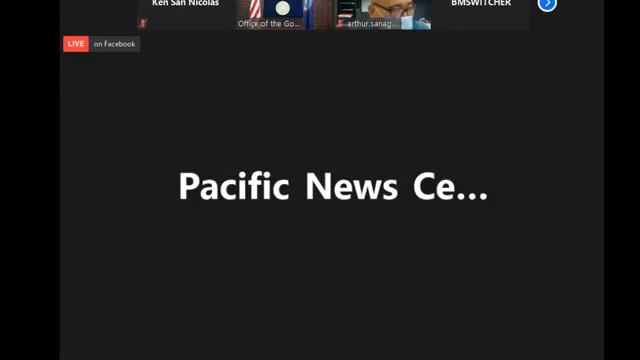 Ken San Nicolas
Office of the Go...
arthur.sanag...
BMSWITCHER
LIVE on Facebook
Pacific News Ce...